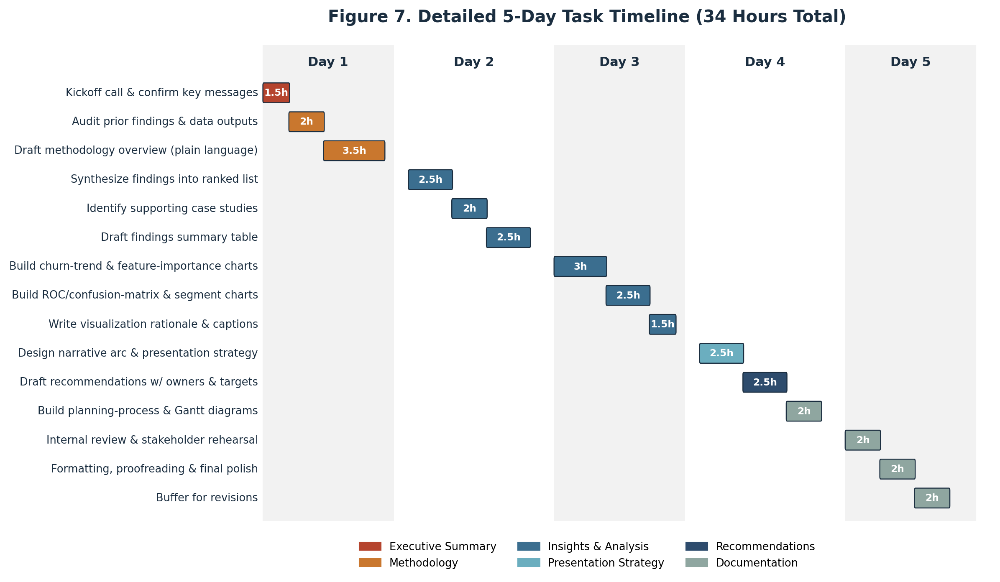 Figure 7. Detailed 5-Day Task Timeline (34 Hours Total)
Day 1 Day 2 Day 3 Day 4 Day 5
Kickoff call & confirm key messages 1.5h
Audit prior findings & data outputs 2h
Draft methodology overview (plain language) 3.5h
Synthesize findings into ranked list 2.5h
Identify supporting case studies 2h
Draft findings summary table 2.5h
Build churn-trend & feature-importance charts 3h
Build ROC/confusion-matrix & segment charts 2.5h
Write visualization rationale & captions 1.5h
Design narrative arc & presentation strategy 2.5h
Draft recommendations w/ owners & targets 2.5h
Build planning-process & Gantt diagrams 2h
Internal review & stakeholder rehearsal 2h
Formatting, proofreading & final polish 2h
Buffer for revisions 2h
Executive Summary Insights & Analysis Recommendations
Methodology Presentation Strategy Documentation